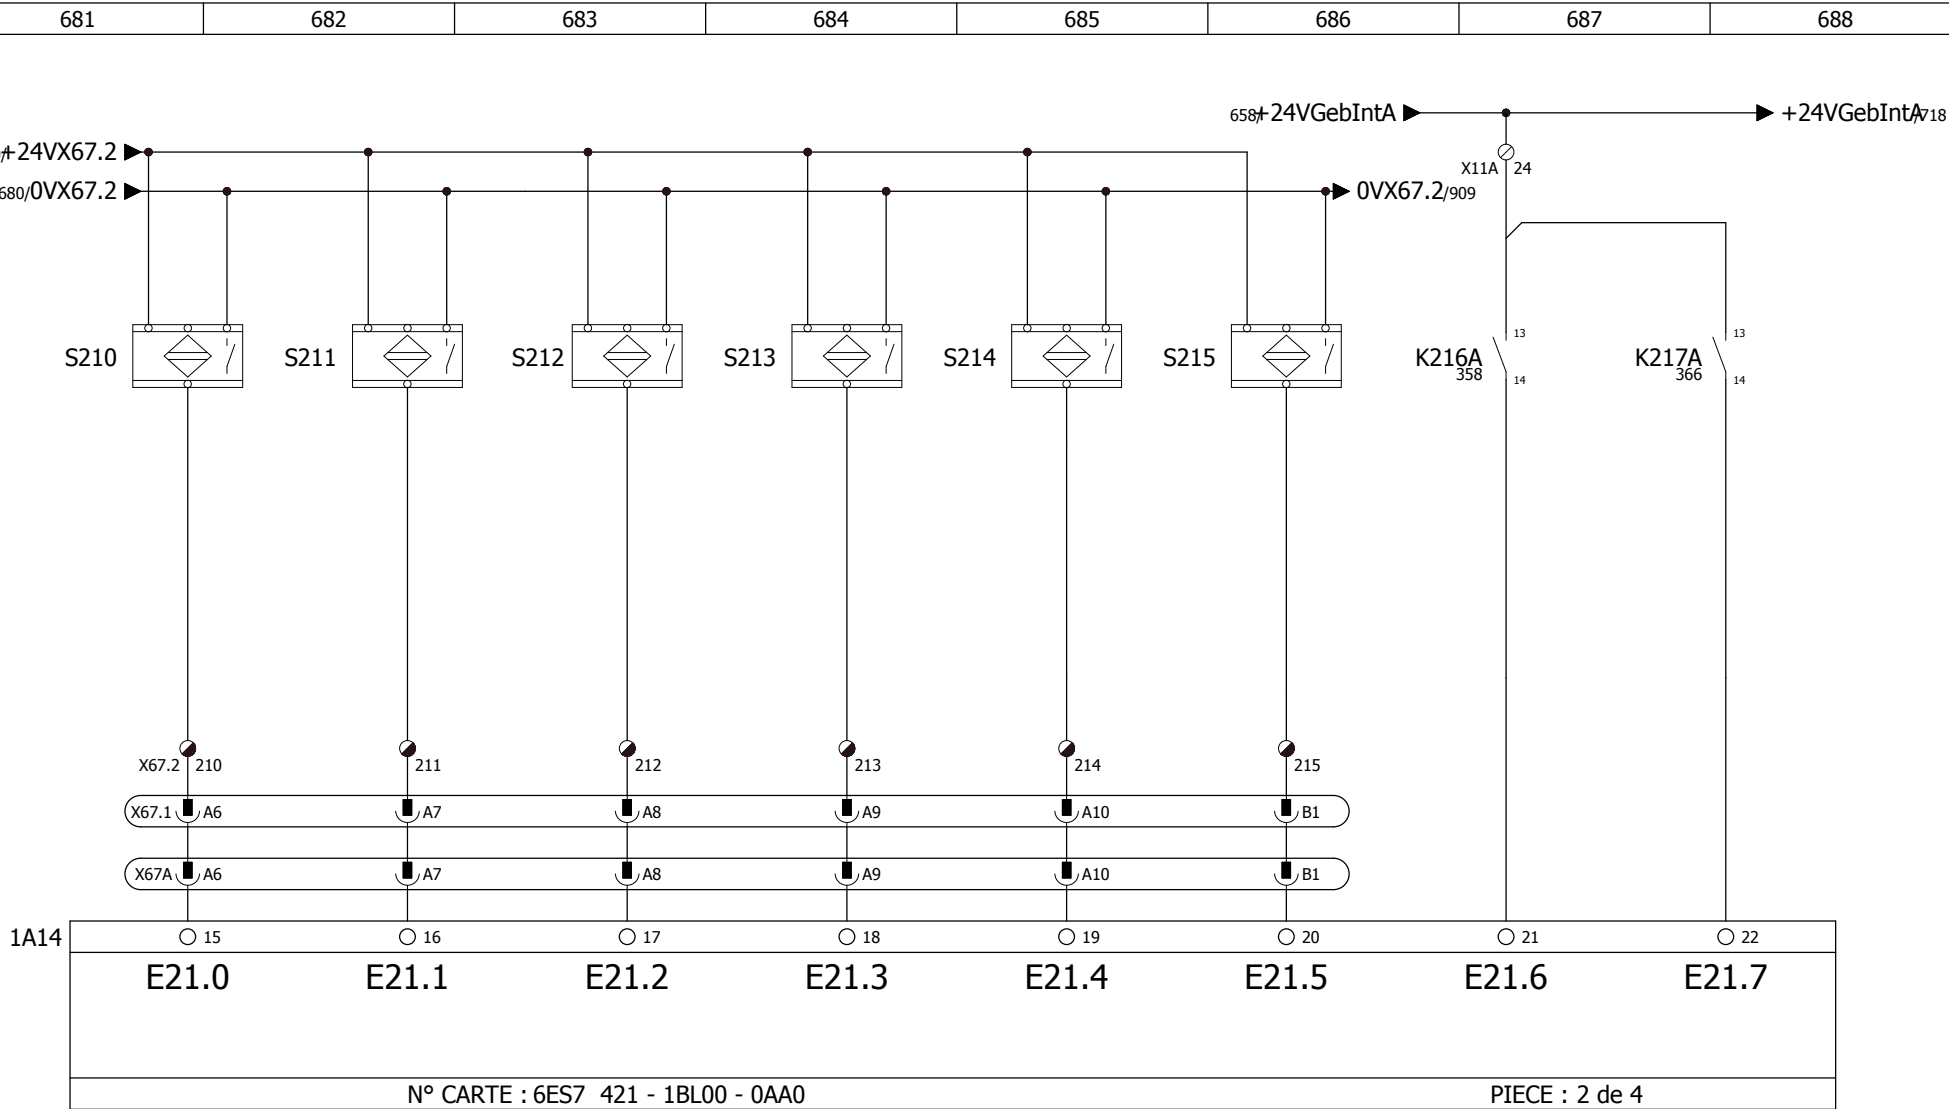 681 682 683 684 685 686 687 688
658/+24VGebIntA +24VGebIntA/718
/+24VX67.2
X11A 24
680/0VX67.2 0VX67.2/909
13 13
S210 S211 S212 S213 S214 S215 K216A K217A
358 366
14 14
X67.2 210 211 212 213 214 215
X67.1 A6 A7 A8 A9 A10 B1
X67A A6 A7 A8 A9 A10 B1
1A14 15 16 17 18 19 20 21 22
E21.0 E21.1 E21.2 E21.3 E21.4 E21.5 E21.6 E21.7
N° CARTE : 6ES7 421 - 1BL00 - 0AA0 PIECE : 2 de 4